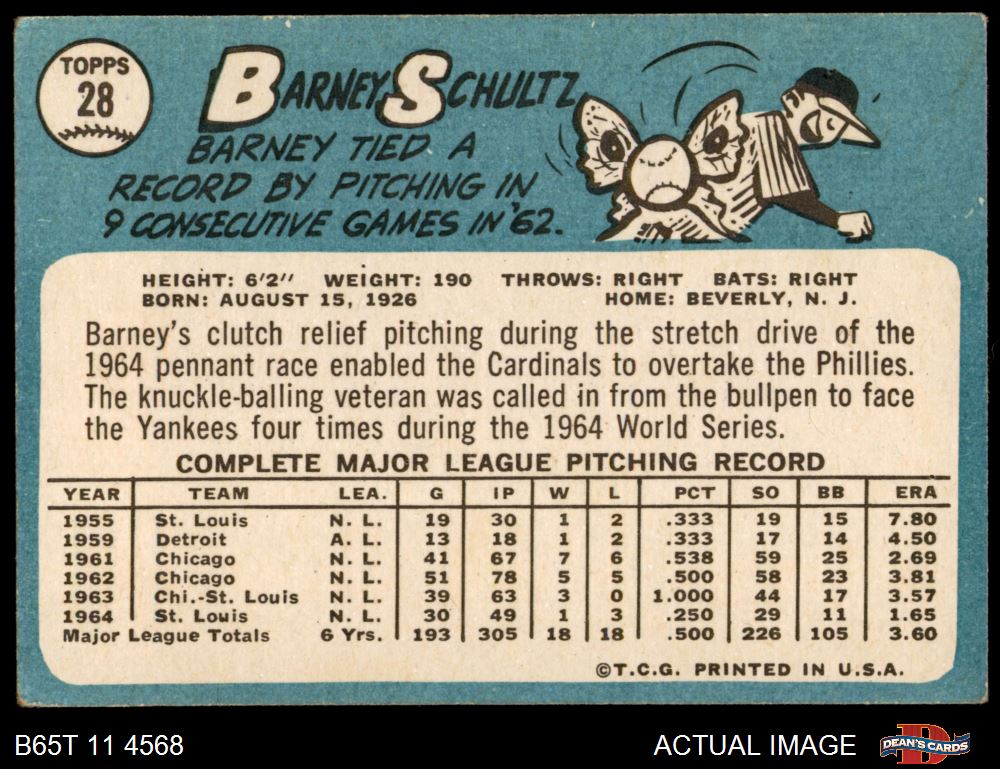 TOPPS
28
BARNEY SCHULTZ
BARNEY TIED A
RECORD BY PITCHING IN
9 CONSECUTIVE GAMES IN '62.
HEIGHT: 6'2" WEIGHT: 190 THROWS: RIGHT BATS: RIGHT
BORN: AUGUST 15, 1926 HOME: BEVERLY, N. J.
Barney's clutch relief pitching during the stretch drive of the
1964 pennant race enabled the Cardinals to overtake the Phillies.
The knuckle-balling veteran was called in from the bullpen to face
the Yankees four times during the 1964 World Series.
COMPLETE MAJOR LEAGUE PITCHING RECORD
YEAR TEAM LEA. G IP W L PCT SO BB ERA
1955 St. Louis N. L. 19 30 1 2 .333 19 15 7.80
1959 Detroit A. L. 13 18 1 2 .333 17 14 4.50
1961 Chicago N. L. 41 67 7 6 .538 59 25 2.69
1962 Chicago N. L. 51 78 5 5 .500 58 23 3.81
1963 Chi.-St. Louis N. L. 39 63 3 0 1.000 44 17 3.57
1964 St. Louis N. L. 30 49 1 3 .250 29 11 1.65
Major League Totals 6 Yrs. 193 305 18 18 .500 226 105 3.60
©T.C.G. PRINTED IN U.S.A.
B65T 11 4568 ACTUAL IMAGE DEAN'S CARDS